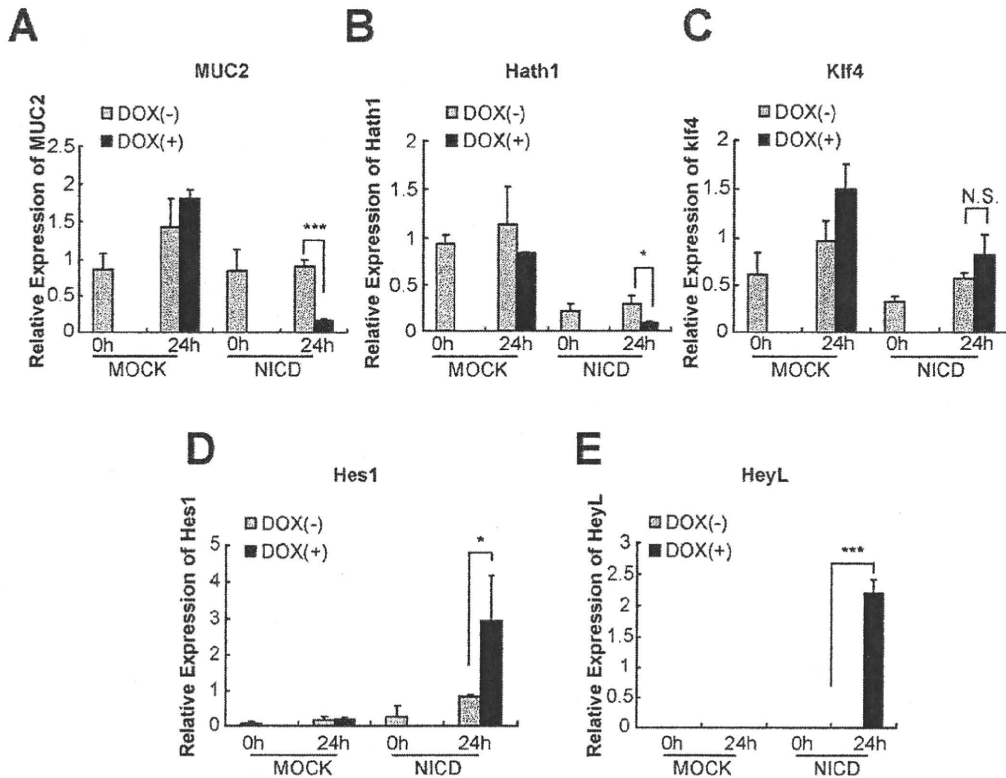 A
MUC2
DOX(-)
DOX(+)
Relative Expression of MUC2
2.5
2
1.5
1
0.5
0
***
0h 24h 0h 24h
MOCK NICD
B
Hath1
DOX(-)
DOX(+)
Relative Expression of Hath1
2
1.5
1
0.5
0
*
0h 24h 0h 24h
MOCK NICD
C
Klf4
DOX(-)
DOX(+)
Relative Expression of klf4
2
1.5
1
0.5
0
N.S.
0h 24h 0h 24h
MOCK NICD
D
Hes1
DOX(-)
DOX(+)
Relative Expression of Hes1
5
4
3
2
1
0
*
0h 24h 0h 24h
MOCK NICD
E
HeyL
DOX(-)
DOX(+)
Relative Expression of HeyL
3
2.5
2
1.5
1
0.5
0
***
0h 24h 0h 24h
MOCK NICD